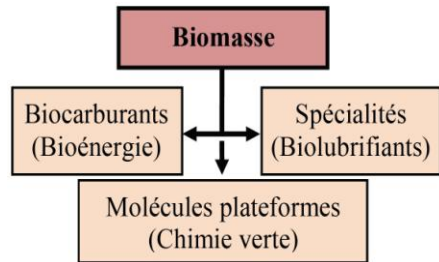 Biomasse
Biocarburants
(Bioénergie)
Spécialités
(Biolubrifiants)
Molécules plateformes
(Chimie verte)